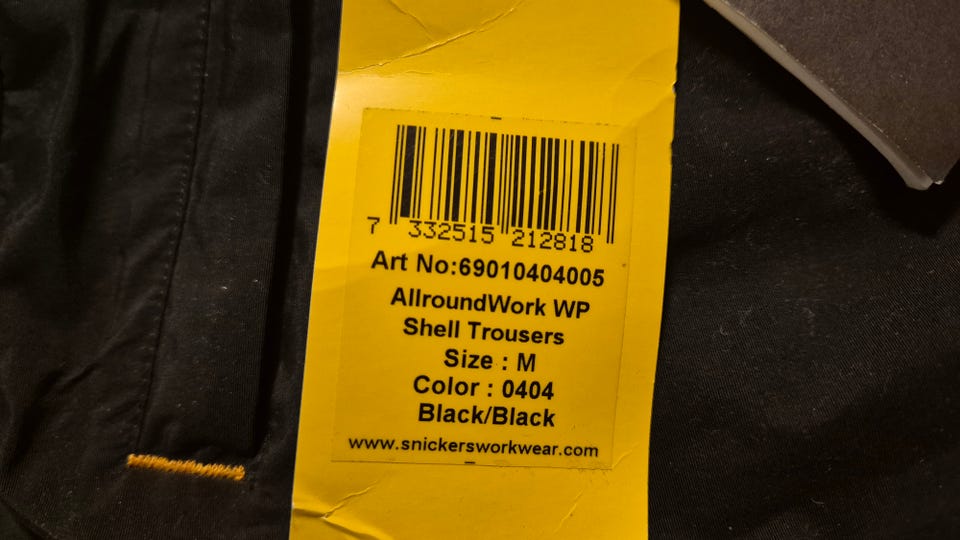 7 332515 212818
Art No:69010404005
AllroundWork WP
Shell Trousers
Size : M
Color : 0404
Black/Black
www.snickersworkwear.com